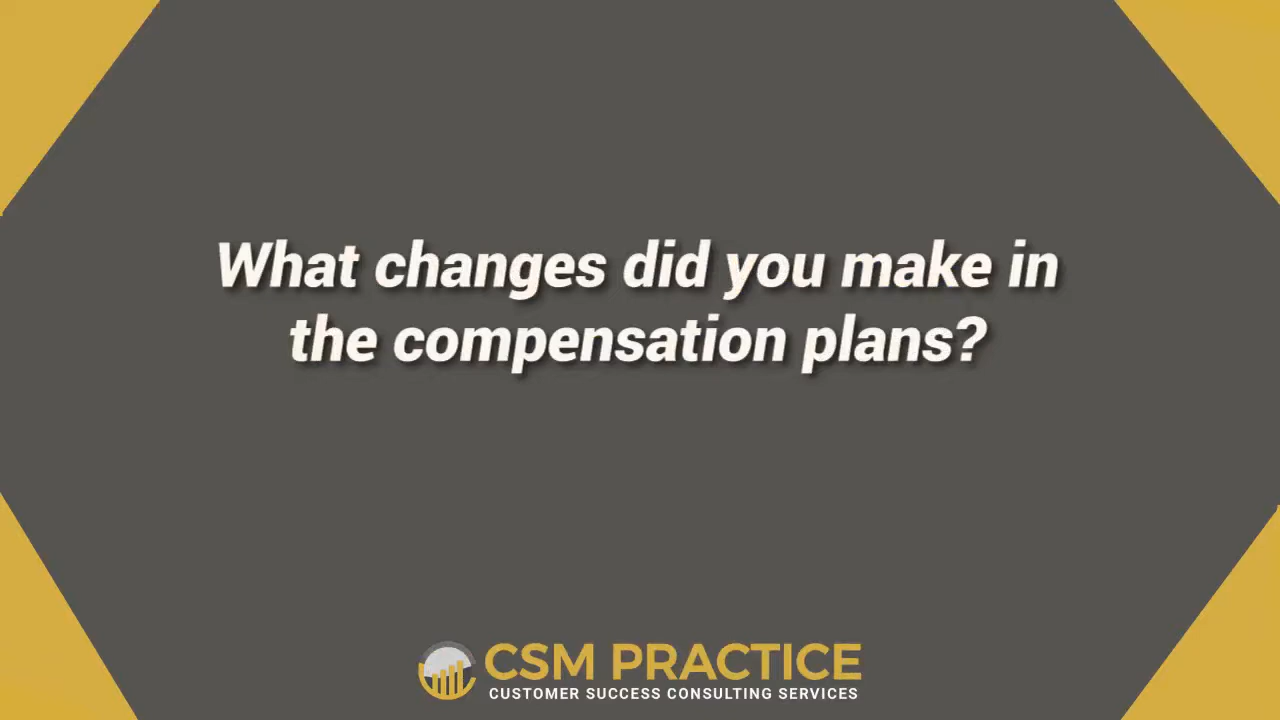 What changes did you make in
the compensation plans?
CSM PRACTICE
CUSTOMER SUCCESS CONSULTING SERVICES